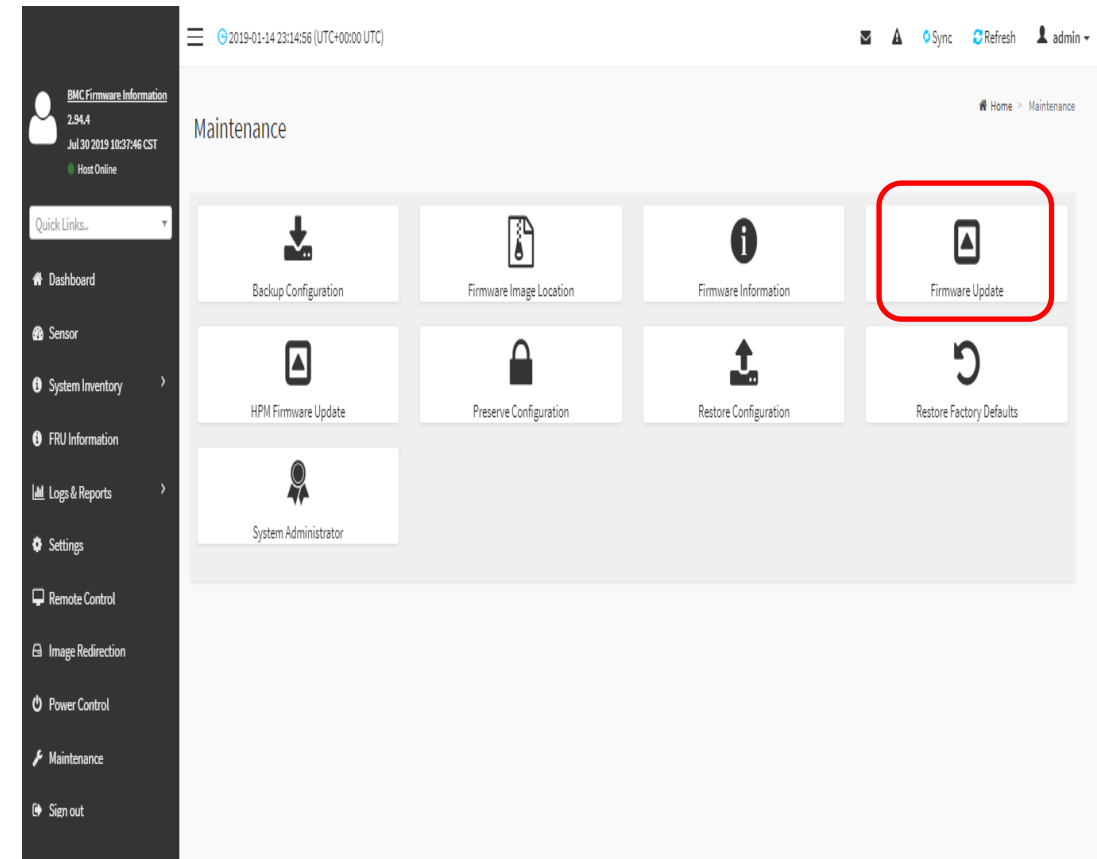 2019-01-14 23:14:56 (UTC+00:00 UTC)
Sync
Refresh
admin
BMC Firmware Information
2.94.4
Jul 30 2019 10:37:46 CST
Host Online
Quick Links..
Dashboard
Sensor
System Inventory
FRU Information
Logs & Reports
Settings
Remote Control
Image Redirection
Power Control
Maintenance
Sign out
Maintenance
Home > Maintenance
Backup Configuration
Firmware Image Location
Firmware Information
Firmware Update
HPM Firmware Update
Preserve Configuration
Restore Configuration
Restore Factory Defaults
System Administrator